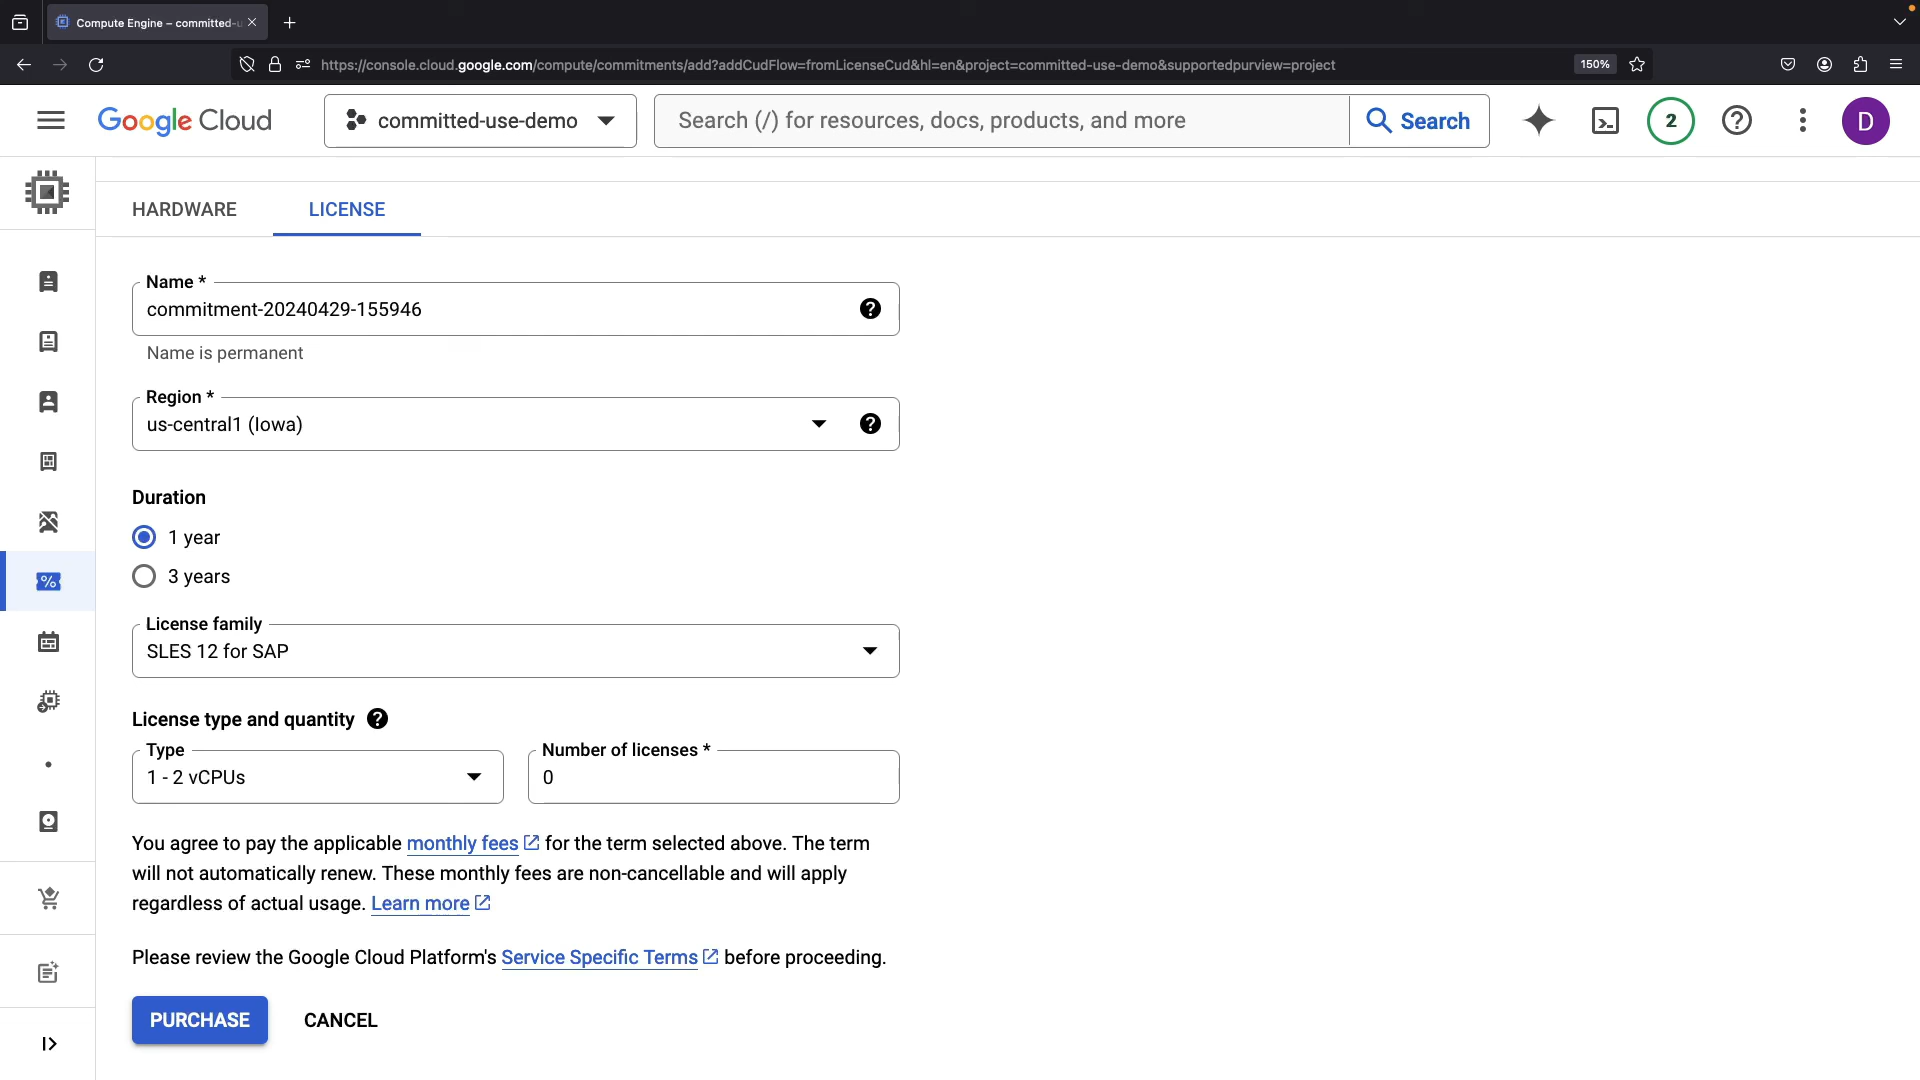 Compute Engine – committed-u
https://console.cloud.google.com/compute/commitments/add?addCudFlow=fromLicenseCud&hl=en&project=committed-use-demo&supportedpurview=project
150%
Google Cloud
committed-use-demo
Search (/) for resources, docs, products, and more
Search
2
D
HARDWARE
LICENSE
Name *
commitment-20240429-155946
Name is permanent
Region *
us-central1 (Iowa)
Duration
1 year
3 years
License family
SLES 12 for SAP
License type and quantity
Type
1 - 2 vCPUs
Number of licenses *
0
You agree to pay the applicable monthly fees for the term selected above. The term
will not automatically renew. These monthly fees are non-cancellable and will apply
regardless of actual usage. Learn more
Please review the Google Cloud Platform's Service Specific Terms before proceeding.
PURCHASE
CANCEL